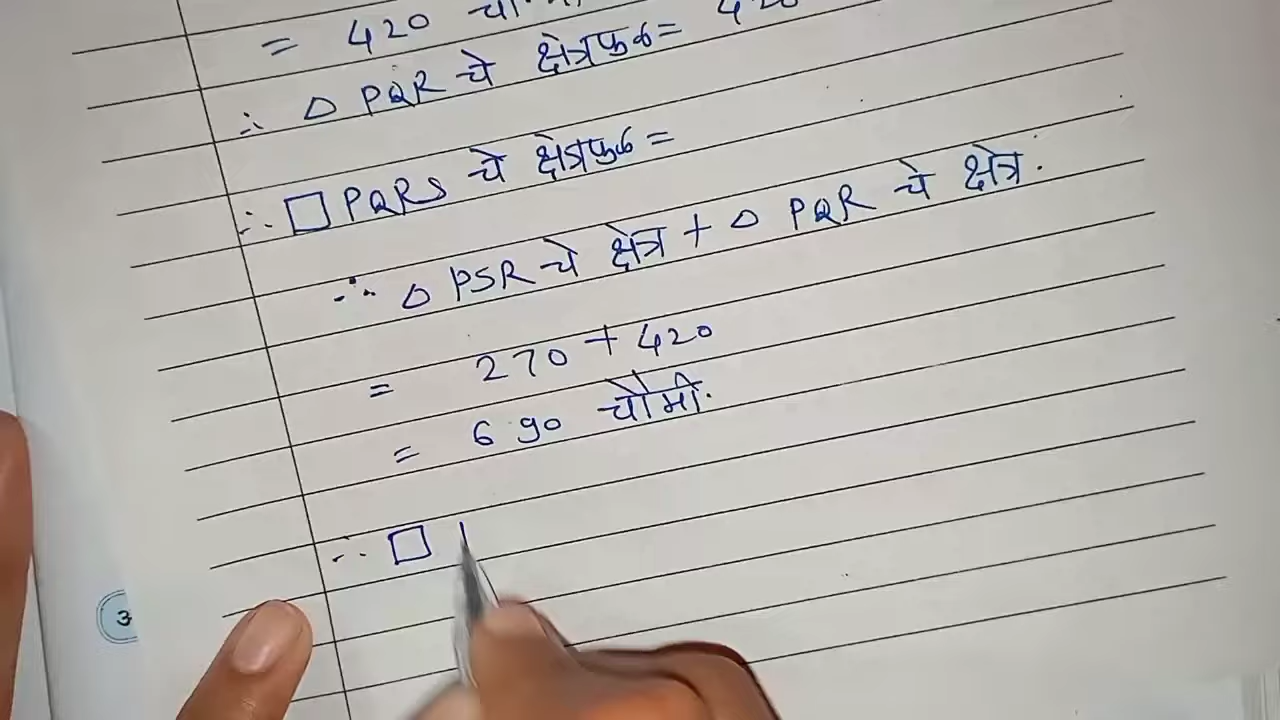 = 420
∴ △ PQR चे क्षेत्रफळ =
∴ □ PQRS चे क्षेत्रफळ =
∴ △ PSR चे क्षेत्र + △ PQR चे क्षेत्र.
= 270 + 420
= 690 चौमी.
∴ □